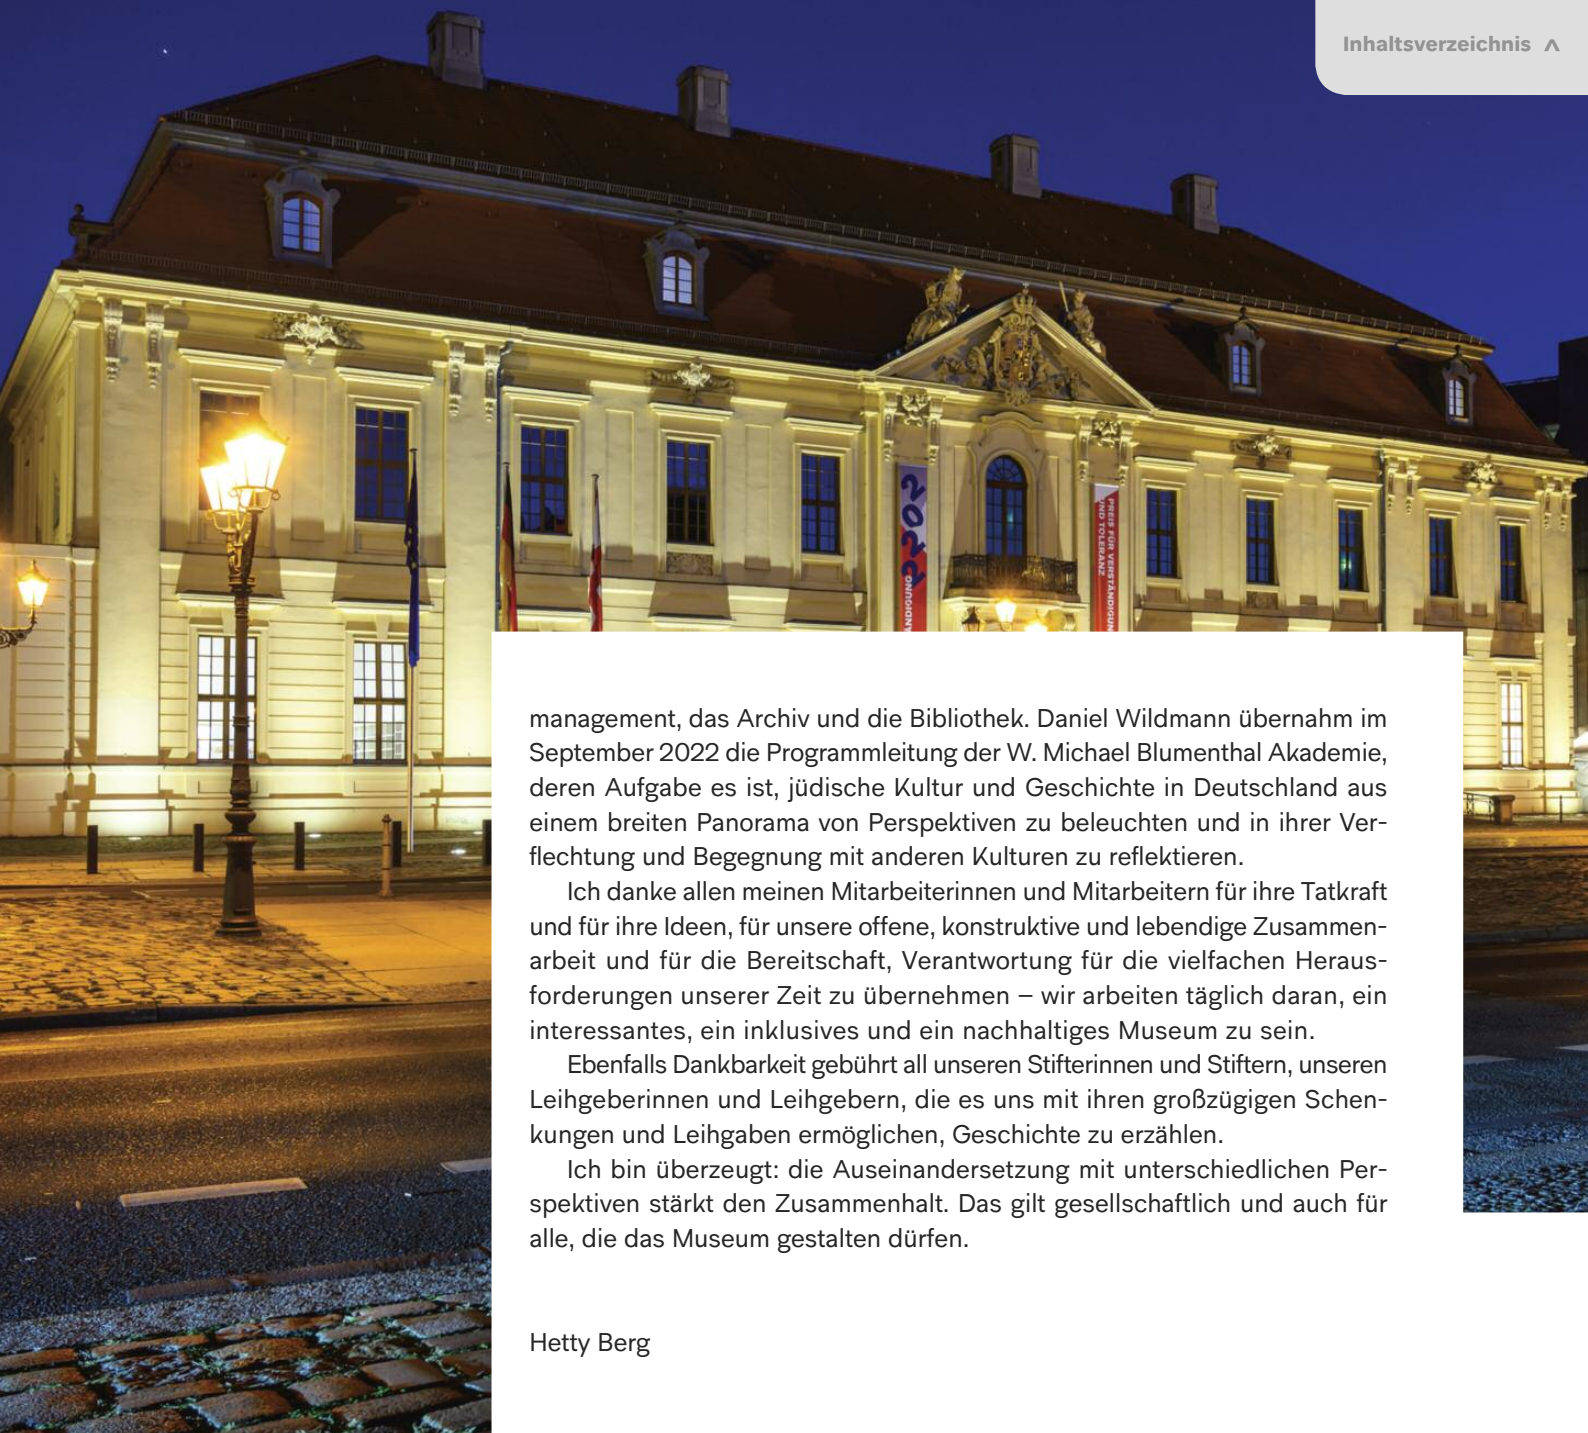 Inhaltsverzeichnis ^
2022
PREIS FÜR VERSTÄNDIGUN
UND TOLERANZ
management, das Archiv und die Bibliothek. Daniel Wildmann übernahm im
September 2022 die Programmleitung der W. Michael Blumenthal Akademie,
deren Aufgabe es ist, jüdische Kultur und Geschichte in Deutschland aus
einem breiten Panorama von Perspektiven zu beleuchten und in ihrer Ver-
flechtung und Begegnung mit anderen Kulturen zu reflektieren.
Ich danke allen meinen Mitarbeiterinnen und Mitarbeitern für ihre Tatkraft
und für ihre Ideen, für unsere offene, konstruktive und lebendige Zusammen-
arbeit und für die Bereitschaft, Verantwortung für die vielfachen Heraus-
forderungen unserer Zeit zu übernehmen – wir arbeiten täglich daran, ein
interessantes, ein inklusives und ein nachhaltiges Museum zu sein.
Ebenfalls Dankbarkeit gebührt all unseren Stifterinnen und Stiftern, unseren
Leihgeberinnen und Leihgebern, die es uns mit ihren großzügigen Schen-
kungen und Leihgaben ermöglichen, Geschichte zu erzählen.
Ich bin überzeugt: die Auseinandersetzung mit unterschiedlichen Per-
spektiven stärkt den Zusammenhalt. Das gilt gesellschaftlich und auch für
alle, die das Museum gestalten dürfen.
Hetty Berg